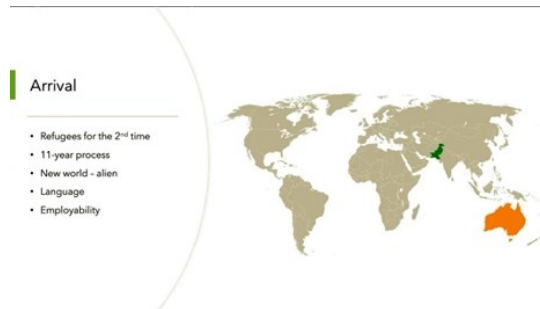 Arrival
• Refugees for the 2nd time
• 11-year process
• New world – alien
• Language
• Employability